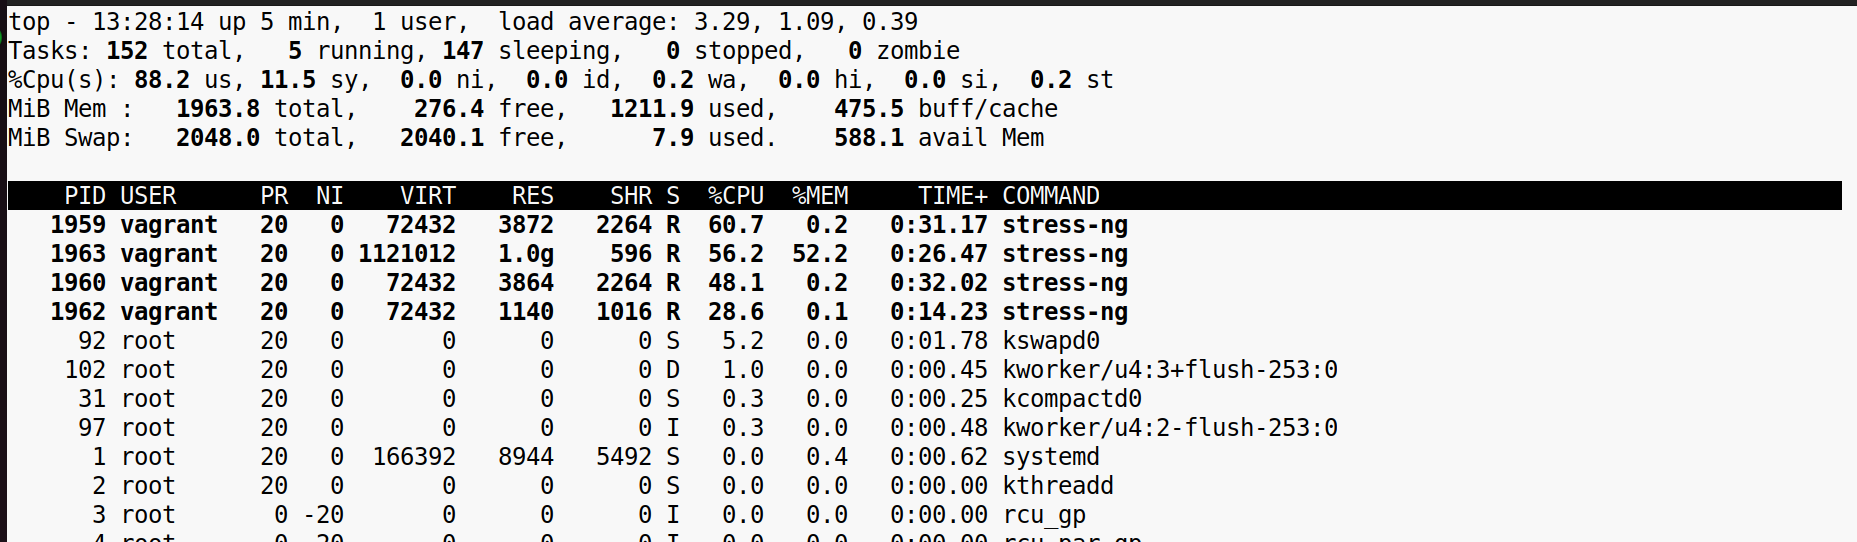 top - 13:28:14 up 5 min,  1 user,  load average: 3.29, 1.09, 0.39
Tasks: 152 total,   5 running, 147 sleeping,   0 stopped,   0 zombie
%Cpu(s): 88.2 us, 11.5 sy,  0.0 ni,  0.0 id,  0.2 wa,  0.0 hi,  0.0 si,  0.2 st
MiB Mem :   1963.8 total,    276.4 free,   1211.9 used,    475.5 buff/cache
MiB Swap:   2048.0 total,   2040.1 free,      7.9 used.    588.1 avail Mem
    PID USER      PR  NI    VIRT    RES    SHR S  %CPU  %MEM     TIME+ COMMAND
   1959 vagrant   20   0   72432   3872   2264 R  60.7   0.2   0:31.17 stress-ng
   1963 vagrant   20   0 1121012   1.0g    596 R  56.2  52.2   0:26.47 stress-ng
   1960 vagrant   20   0   72432   3864   2264 R  48.1   0.2   0:32.02 stress-ng
   1962 vagrant   20   0   72432   1140   1016 R  28.6   0.1   0:14.23 stress-ng
     92 root      20   0       0      0      0 S   5.2   0.0   0:01.78 kswapd0
    102 root      20   0       0      0      0 D   1.0   0.0   0:00.45 kworker/u4:3+flush-253:0
     31 root      20   0       0      0      0 S   0.3   0.0   0:00.25 kcompactd0
     97 root      20   0       0      0      0 I   0.3   0.0   0:00.48 kworker/u4:2-flush-253:0
      1 root      20   0  166392   8944   5492 S   0.0   0.4   0:00.62 systemd
      2 root      20   0       0      0      0 S   0.0   0.0   0:00.00 kthreadd
      3 root       0 -20       0      0      0 I   0.0   0.0   0:00.00 rcu_gp
      4 root       0 -20       0      0      0 I   0.0   0.0   0:00.00 rcu_par_gp